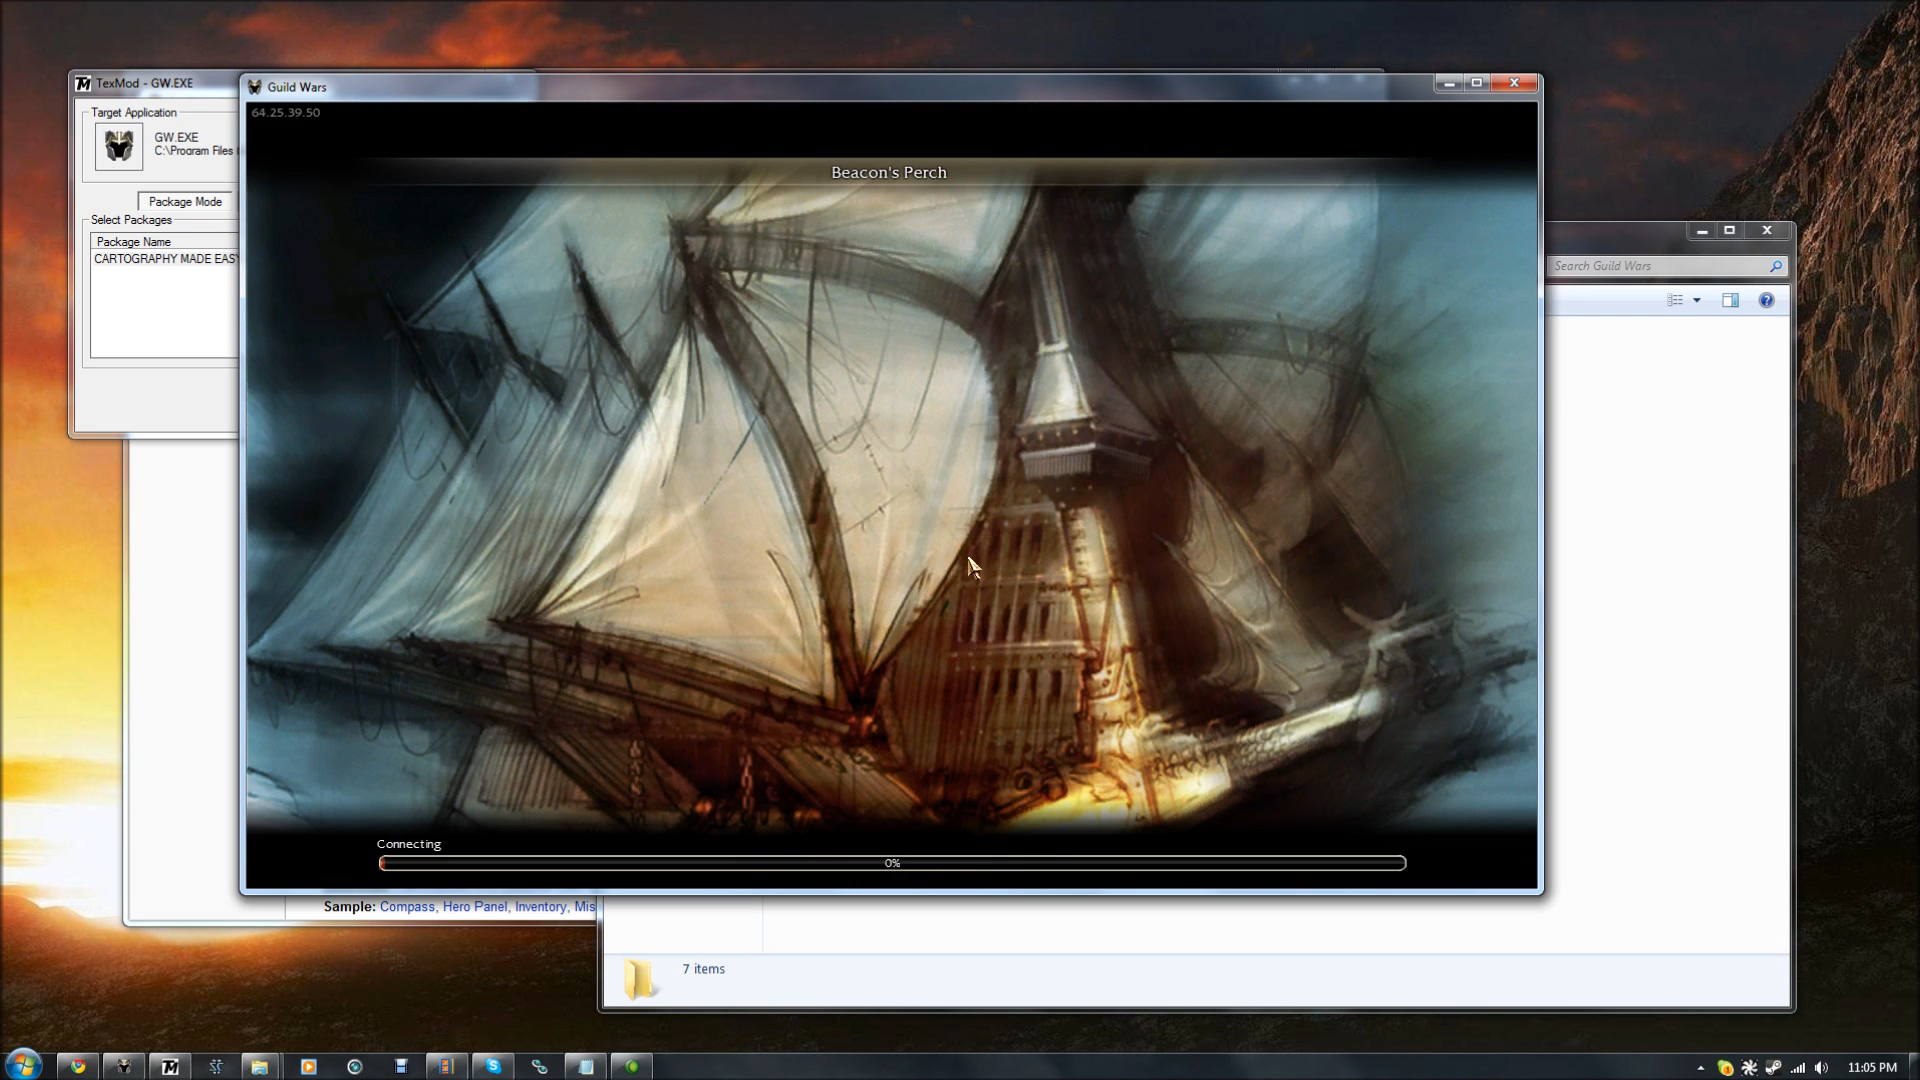 TexMod - GW.EXE
Target Application
GW.EXE
C:\Program Files
Package Mode
Select Packages
Package Name
CARTOGRAPHY MADE EASY
Guild Wars
64.25.39.50
Beacon's Perch
Connecting
0%
Search Guild Wars
Sample: Compass, Hero Panel, Inventory, Mis
7 items
11:05 PM